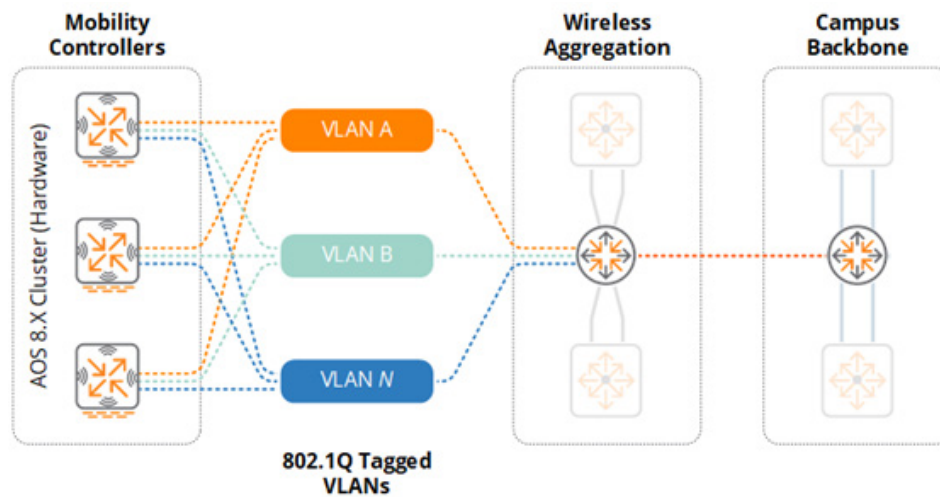 Mobility
Controllers
Wireless
Aggregation
Campus
Backbone
AOS 8.X Cluster (Hardware)
VLAN A
VLAN B
VLAN N
802.1Q Tagged
VLANs